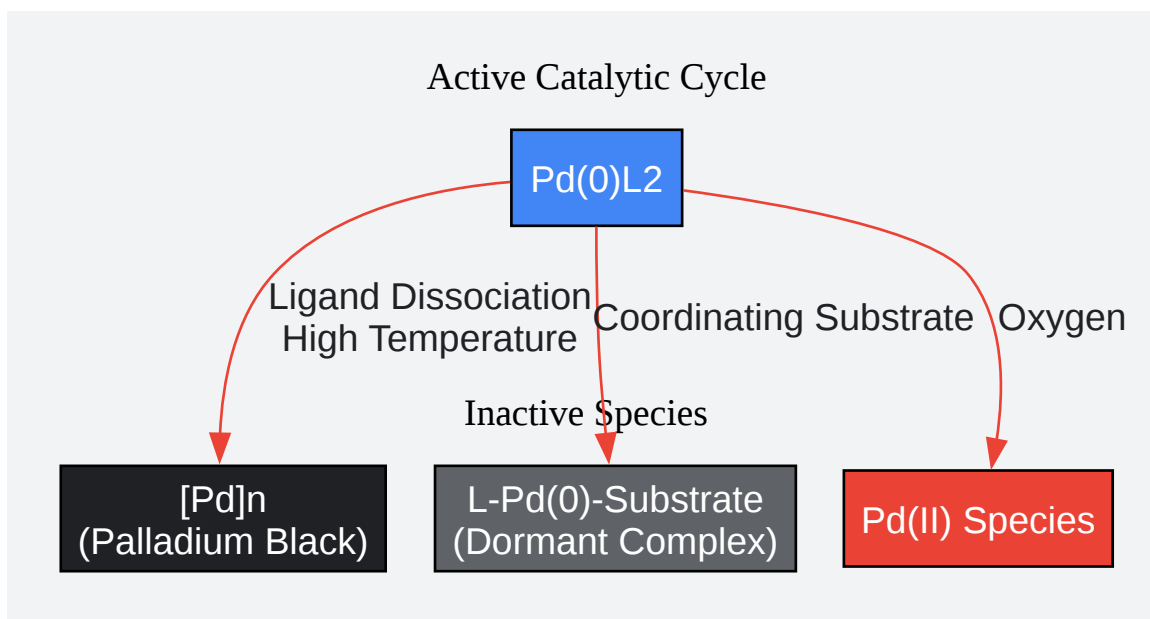 Active Catalytic Cycle
Pd(0)L2
Ligand Dissociation
High Temperature
Coordinating Substrate
Oxygen
Inactive Species
[Pd]n
(Palladium Black)
L-Pd(0)-Substrate
(Dormant Complex)
Pd(II) Species